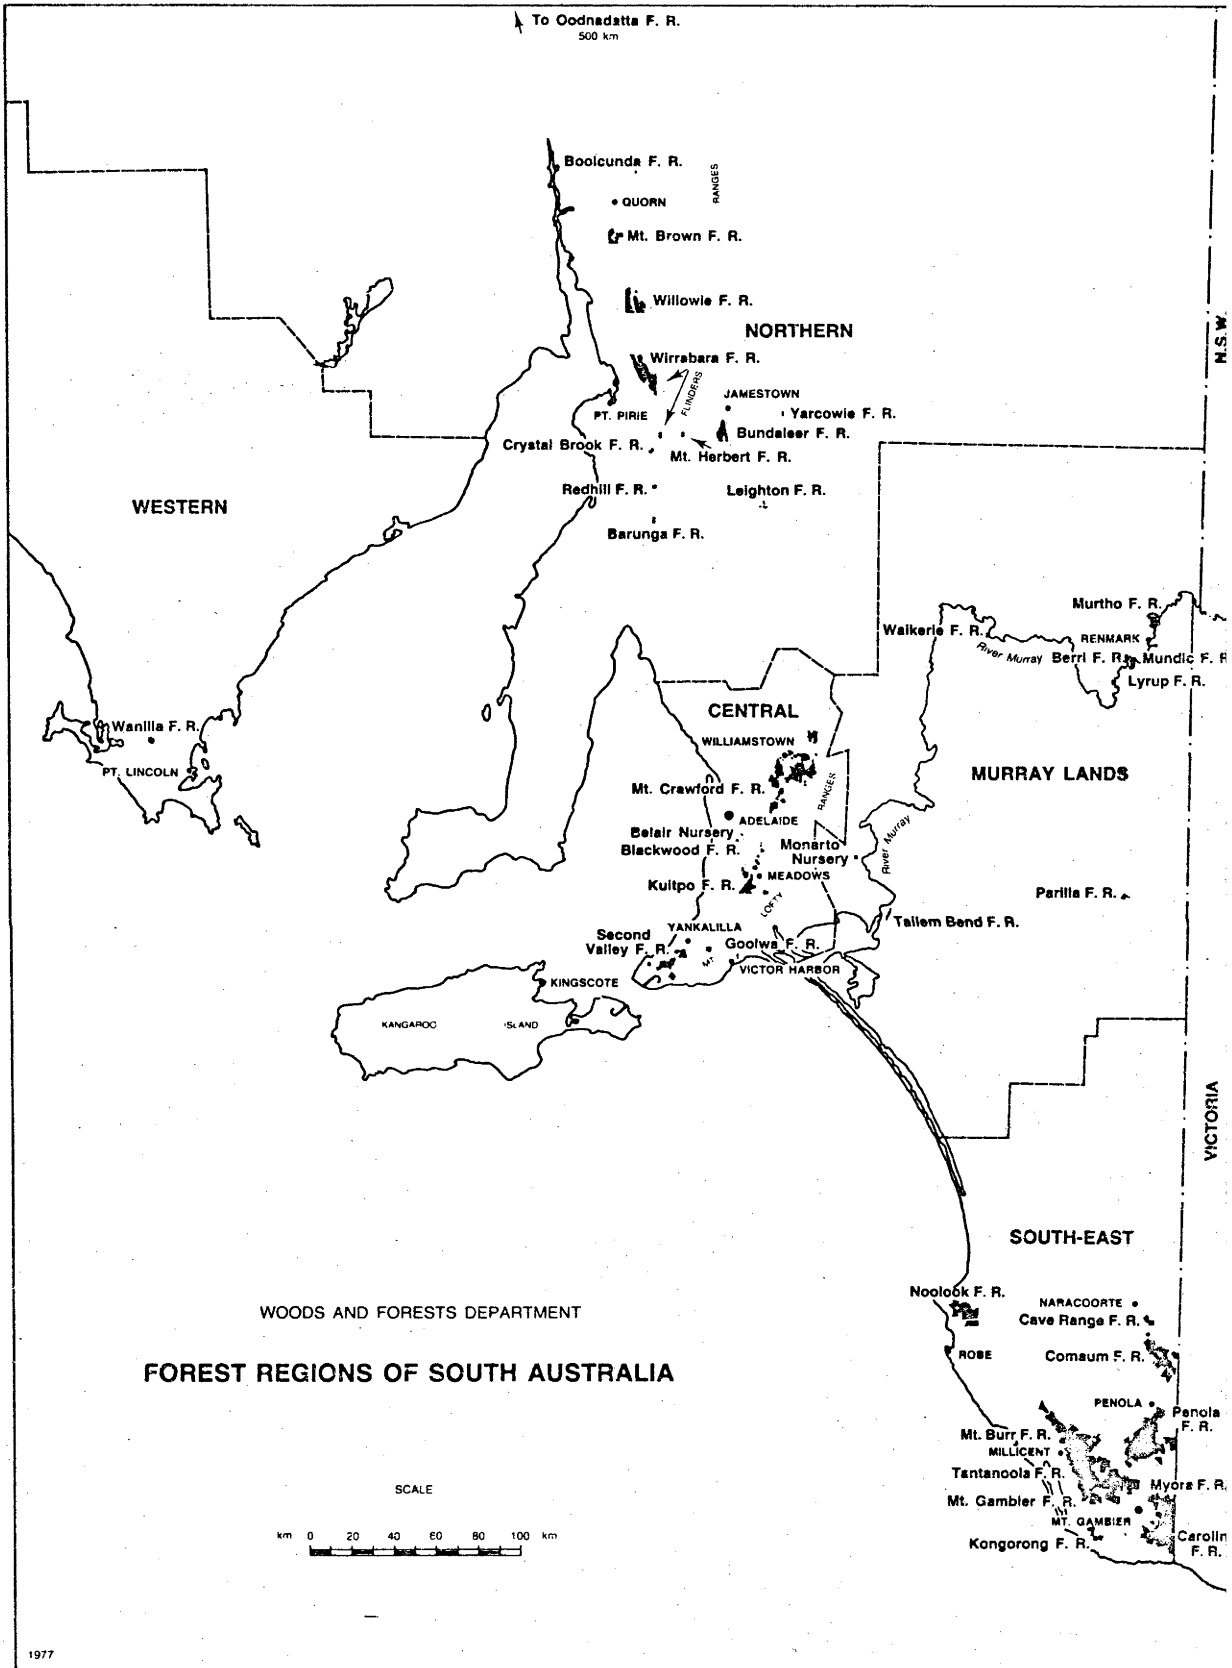 To Oodnadatta F. R.
500 km
Boolcunda F. R.
RANGES
QUORN
Mt. Brown F. R.
Willowie F. R.
NORTHERN
N.S.W.
Wirrabara F. R.
FLINDERS
JAMESTOWN
PT. PIRIE
Yarcowie F. R.
Bundaleer F. R.
Crystal Brook F. R.
Mt. Herbert F. R.
Redhill F. R.
Leighton F. R.
WESTERN
Barunga F. R.
Murtho F. R.
Waikerie F. R.
RENMARK
River Murray
Berri F. R.
Mundic F. R
Lyrup F. R.
CENTRAL
Wanilla F. R.
WILLIAMSTOWN
PT. LINCOLN
MURRAY LANDS
Mt. Crawford F. R.
RANGES
ADELAIDE
River Murray
Belair Nursery
Blackwood F. R.
Monarto
Nursery
MEADOWS
Kuitpo F. R.
Parilla F. R.
LOFTY
Tailem Bend F. R.
YANKALILLA
Second
Valley F. R.
Goolwa F. R.
MT
VICTOR HARBOR
KINGSCOTE
KANGAROO
ISLAND
VICTORIA
SOUTH-EAST
Noolook F. R.
NARACOORTE
Cave Range F. R.
WOODS AND FORESTS DEPARTMENT
ROBE
Comaum F. R.
FOREST REGIONS OF SOUTH AUSTRALIA
PENOLA
Penola
F. R.
Mt. Burr F. R.
MILLICENT
Tantanoola F. R.
Myora F. R
SCALE
Mt. Gambier F. R.
MT. GAMBIER
km 0 20 40 60 80 100 km
Kongorong F. R.
Carolin
F. R.
1977